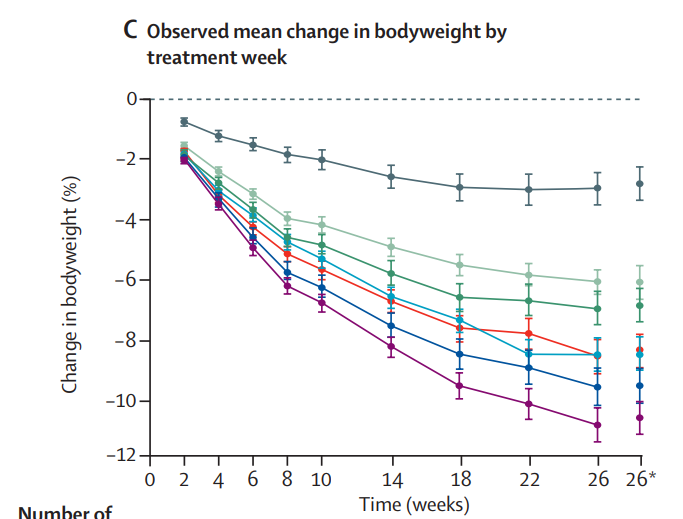 C Observed mean change in bodyweight by
treatment week
0
−2
−4
−6
−8
−10
−12
Change in bodyweight (%)
0 2 4 6 8 10 14 18 22 26 26*
Time (weeks)
Number of